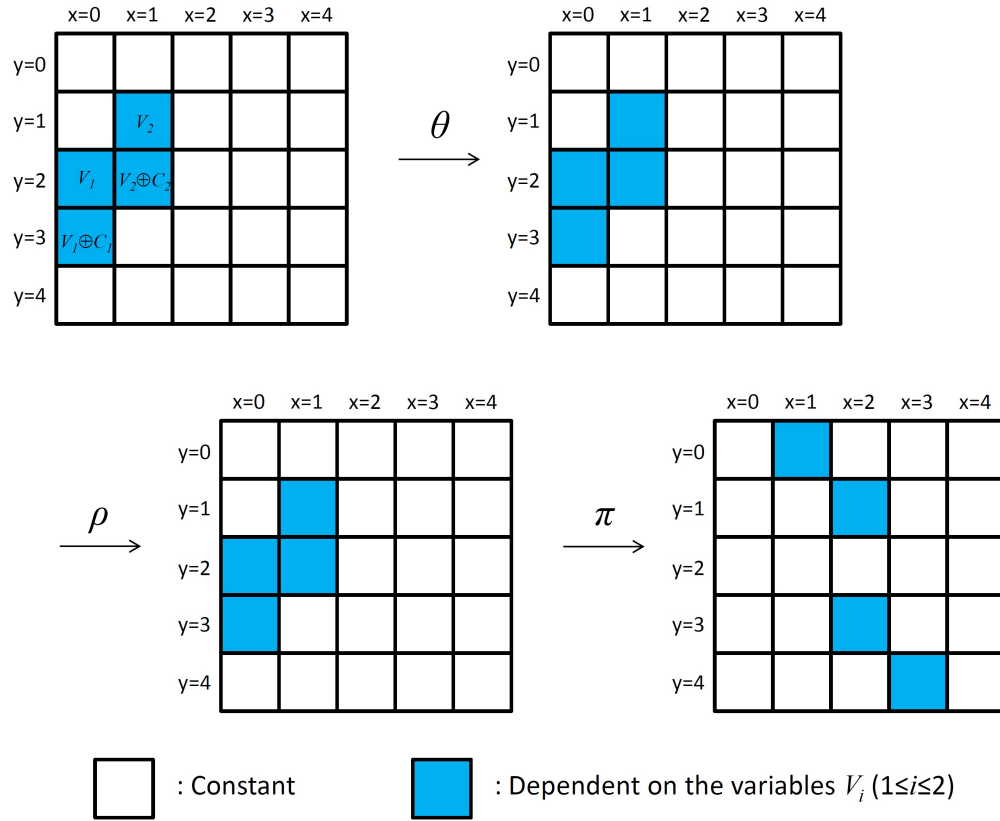 x=0 x=1 x=2 x=3 x=4 x=0 x=1 x=2 x=3 x=4
y=0 y=0
y=1 V₂ θ y=1
y=2 V₁ V₂⊕C₂ y=2
y=3 V₁⊕C₁ y=3
y=4 y=4
x=0 x=1 x=2 x=3 x=4 x=0 x=1 x=2 x=3 x=4
y=0 y=0
ρ y=1 π y=1
y=2 y=2
y=3 y=3
y=4 y=4
: Constant : Dependent on the variables Vᵢ (1≤i≤2)